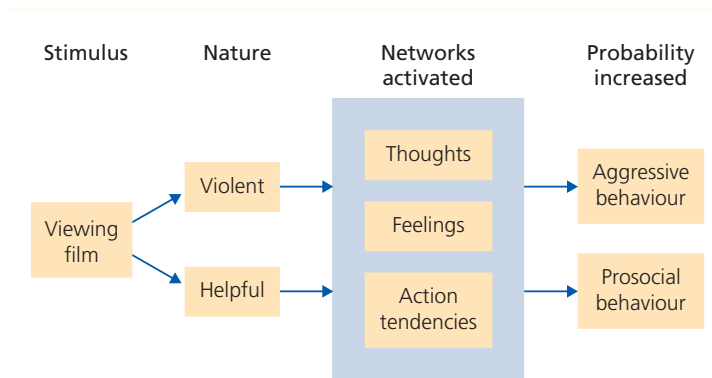 Stimulus
Nature
Networks
activated
Probability
increased
Viewing
film
Violent
Helpful
Thoughts
Feelings
Action
tendencies
Aggressive
behaviour
Prosocial
behaviour